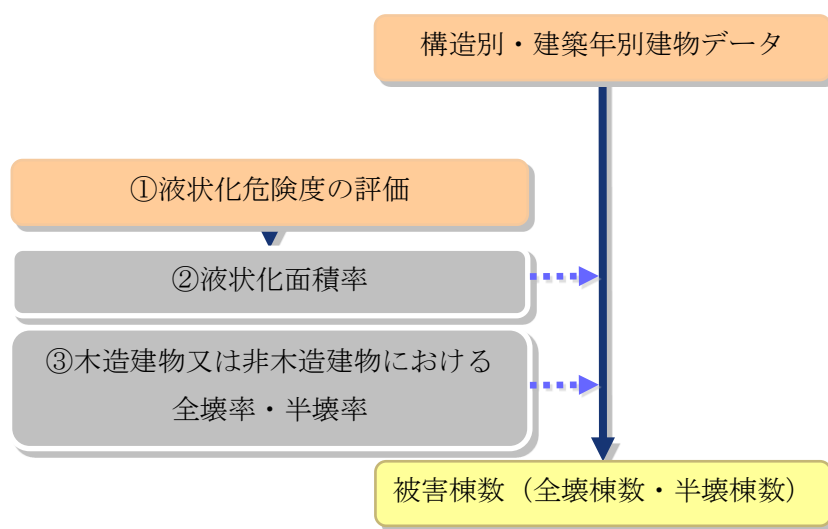 構造別・建築年別建物データ
①液状化危険度の評価
②液状化面積率
③木造建物又は非木造建物における
全壊率・半壊率
被害棟数（全壊棟数・半壊棟数）